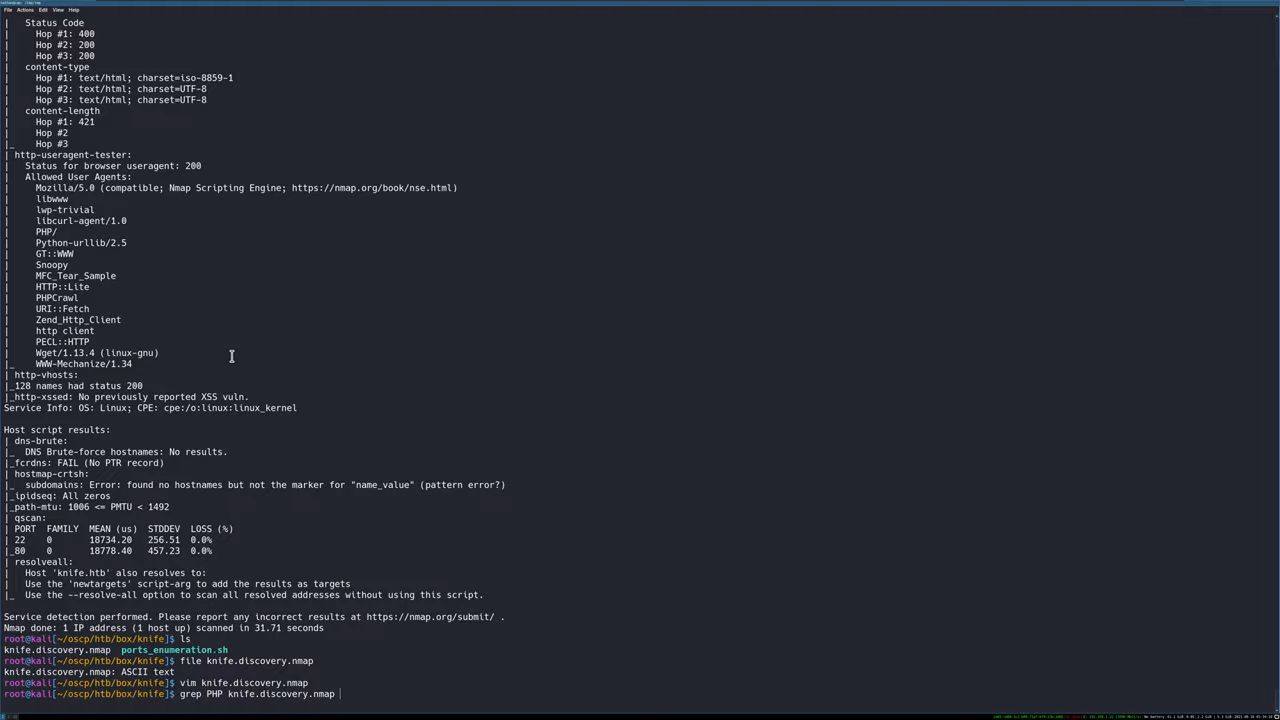 File Actions Edit View Help
|   Status Code
|     Hop #1: 400
|     Hop #2: 200
|     Hop #3: 200
|   content-type
|     Hop #1: text/html; charset=iso-8859-1
|     Hop #2: text/html; charset=UTF-8
|     Hop #3: text/html; charset=UTF-8
|   content-length
|     Hop #1: 421
|     Hop #2
|_    Hop #3
| http-useragent-tester:
|   Status for browser useragent: 200
|   Allowed User Agents:
|     Mozilla/5.0 (compatible; Nmap Scripting Engine; https://nmap.org/book/nse.html)
|     libwww
|     lwp-trivial
|     libcurl-agent/1.0
|     PHP/
|     Python-urllib/2.5
|     GT::WWW
|     Snoopy
|     MFC_Tear_Sample
|     HTTP::Lite
|     PHPCrawl
|     URI::Fetch
|     Zend_Http_Client
|     http client
|     PECL::HTTP
|     Wget/1.13.4 (linux-gnu)
|_    WWW-Mechanize/1.34
| http-vhosts:
|_128 names had status 200
|_http-xssed: No previously reported XSS vuln.
Service Info: OS: Linux; CPE: cpe:/o:linux:linux_kernel
Host script results:
| dns-brute:
|_  DNS Brute-force hostnames: No results.
|_fcrdns: FAIL (No PTR record)
| hostmap-crtsh:
|_  subdomains: Error: found no hostnames but not the marker for "name_value" (pattern error?)
|_ipidseq: All zeros
|_path-mtu: 1006 <= PMTU < 1492
| qscan:
| PORT  FAMILY  MEAN (us)  STDDEV  LOSS (%)
| 22    0       18734.20   256.51  0.0%
|_80    0       18778.40   457.23  0.0%
| resolveall:
|   Host 'knife.htb' also resolves to:
|   Use the 'newtargets' script-arg to add the results as targets
|_  Use the --resolve-all option to scan all resolved addresses without using this script.
Service detection performed. Please report any incorrect results at https://nmap.org/submit/ .
Nmap done: 1 IP address (1 host up) scanned in 31.71 seconds
root@kali[~/oscp/htb/box/knife]$ ls
knife.discovery.nmap  ports_enumeration.sh
root@kali[~/oscp/htb/box/knife]$ file knife.discovery.nmap
knife.discovery.nmap: ASCII text
root@kali[~/oscp/htb/box/knife]$ vim knife.discovery.nmap
root@kali[~/oscp/htb/box/knife]$ grep PHP knife.discovery.nmap